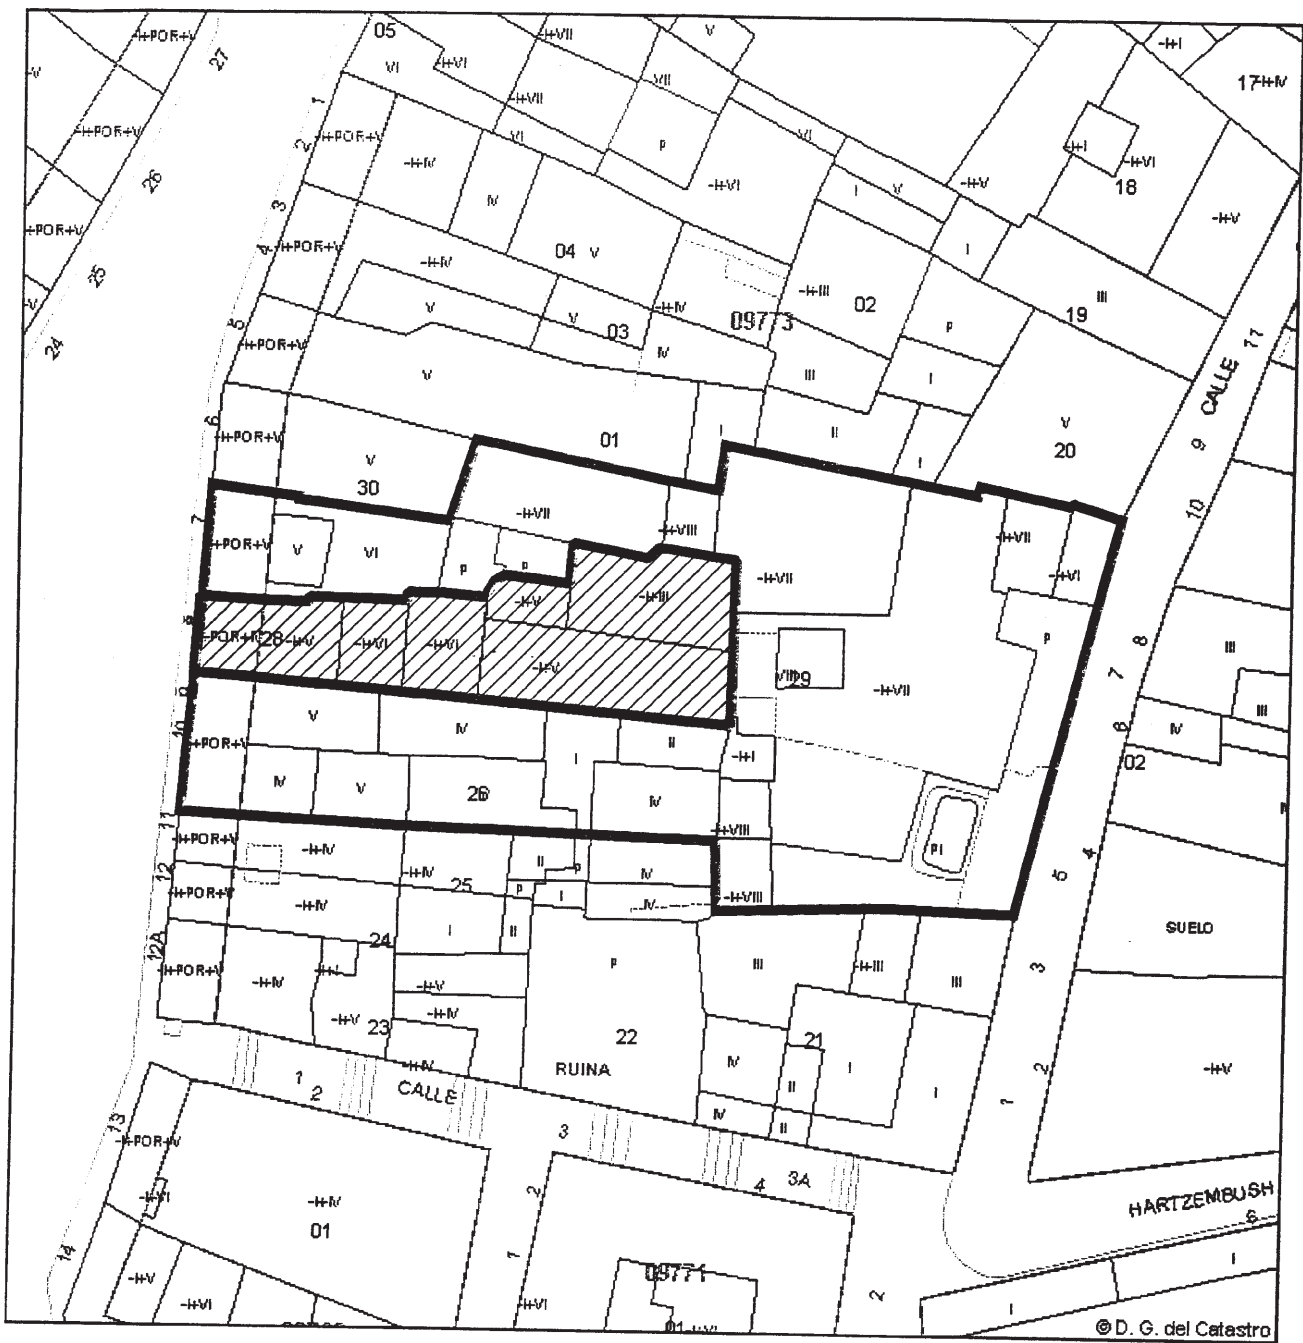 -I+POR+V
05
-I+VII
V
-I+I
17
-I+IV
27
VI
-I+VI
VII
-I+VII
1
-I+POR+V
-I+POR+V
VI
VI
-I+I
2
-I+IV
P
-I+VI
26
-I+VI
I
V
-I+V
18
3
IV
-I+V
-I+POR+V
4
-I+POR+V
04
V
I
25
-I+IV
-I+III
III
V
-I+IV
02
V
03
09773
P
19
5
-I+POR+V
IV
24
V
III
I
CALLE
11
6
-I+POR+V
01
I
II
V
9
V
I
20
30
10
7
-I+VII
-I+VIII
-I+VII
-I+POR+V
V
VI
P
P
-I+VII
-I+VI
-I+V
-I+III
8
28
-I+V
-I+VI
-I+VI
-I+V
P
8
III
VIII
29
-I+VII
7
9
III
10
V
IV
II
6
IV
-I+POR+V
I
-I+I
02
IV
V
26
IV
11
-I+VIII
-I+POR+V
-I+IV
PI
4
12
-I+IV
II
P
IV
5
-I+POR+V
25
P
I
IV
-I+VIII
-I+IV
12A
24
I
II
SUELO
-I+POR+V
-I+I
P
III
-I+III
III
3
-I+IV
-I+V
-I+V
23
-I+IV
22
21
-I+IV
RUINA
IV
II
I
I
2
-I+V
1
2
CALLE
IV
II
1
13
-I+POR+V
3
4
3A
HARTZEMBUSH
6
-I+VI
-I+IV
01
2
14
1
09771
I
-I+V
-I+VI
-I+VI
01
-I+VI
2
I
© D. G. del Catastro